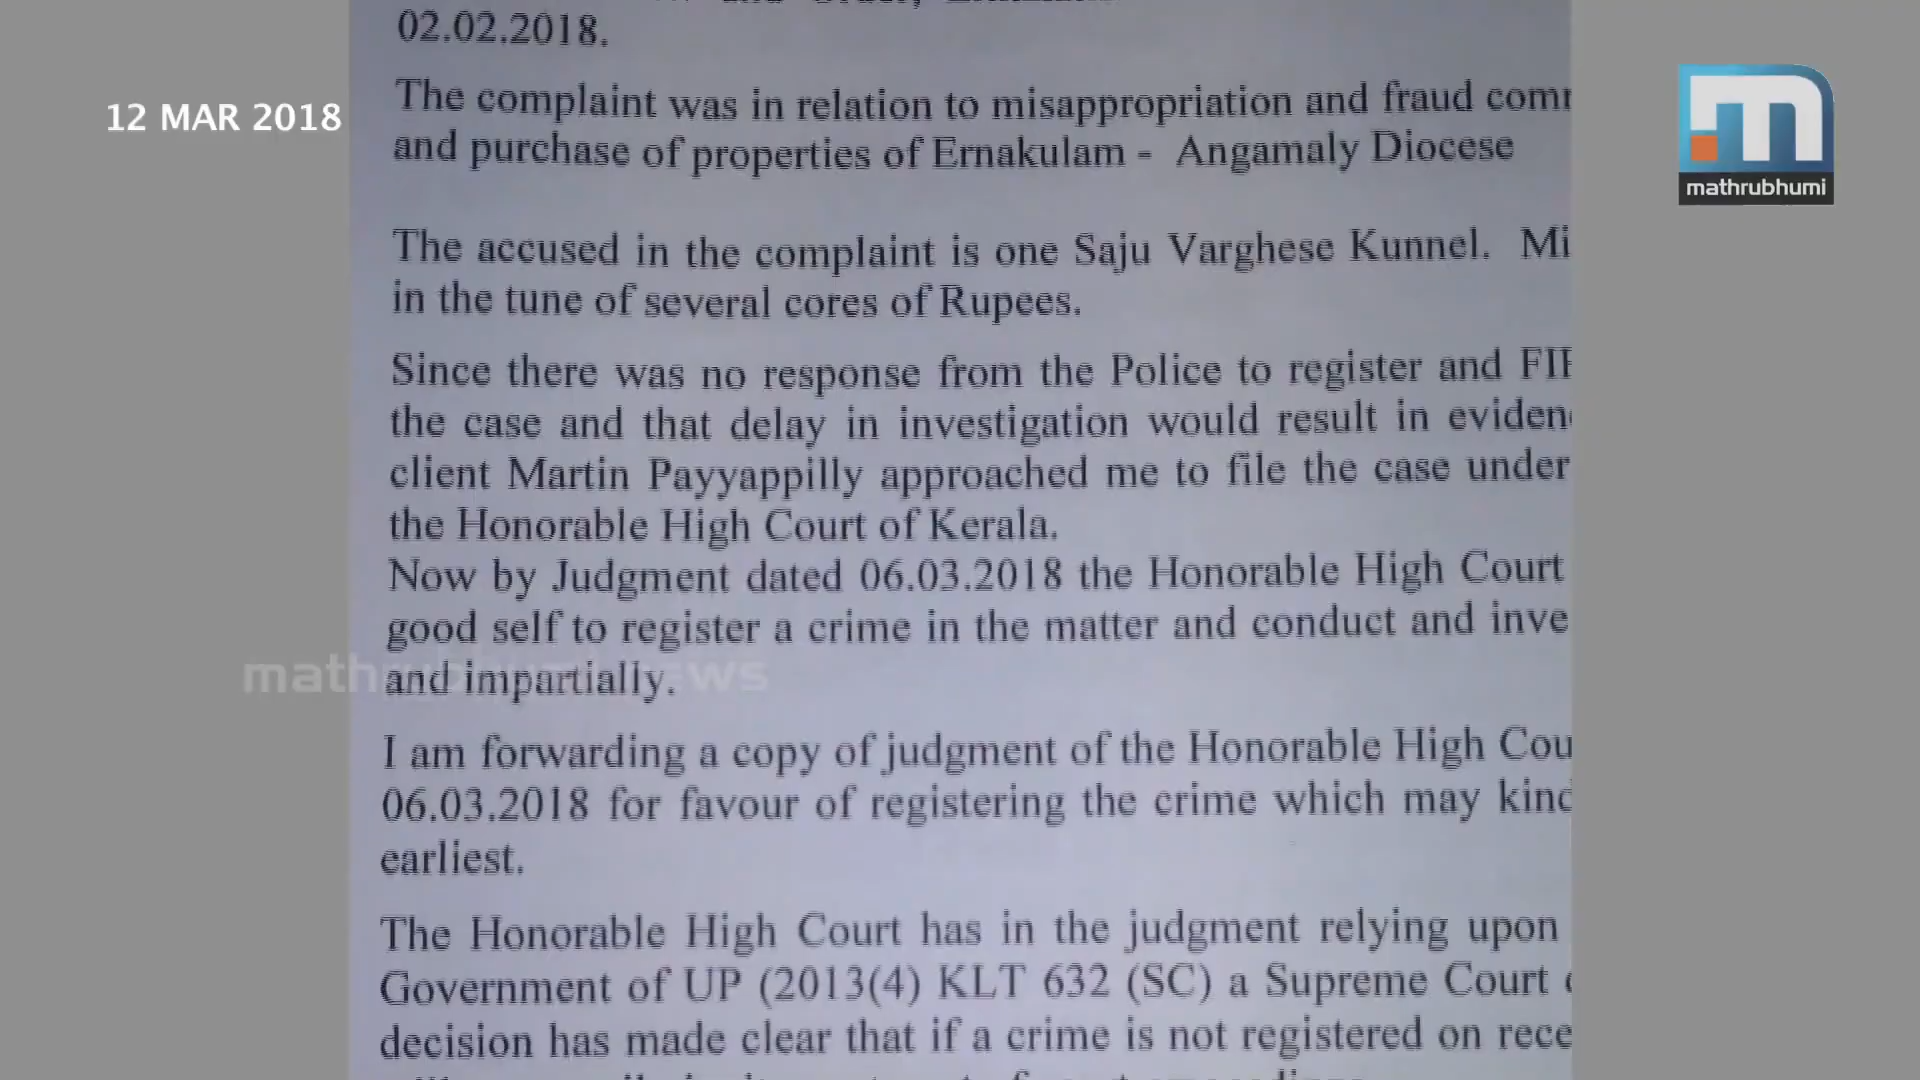 02.02.2018.
12 MAR 2018
mathrubhumi
The complaint was in relation to misappropriation and fraud
and purchase of properties of Ernakulam - Angamaly Diocese
The accused in the complaint is one Saju Varghese Kunnel. Mi
in the tune of several cores of Rupees.
Since there was no response from the Police to register and
the case and that delay in investigation would result in
client Martin Payyappilly approached me to file the case under
the Honorable High Court of Kerala.
Now by Judgment dated 06.03.2018 the Honorable High Court
good self to register a crime in the matter and conduct and inve
and impartially.
mathrubhumi news
I am forwarding a copy of judgment of the Honorable High Cou
06.03.2018 for favour of registering the crime which may
earliest.
The Honorable High Court has in the judgment relying upon
Government of UP (2013(4) KLT 632 (SC) a Supreme Court
decision has made clear that if a crime is not registered on rece